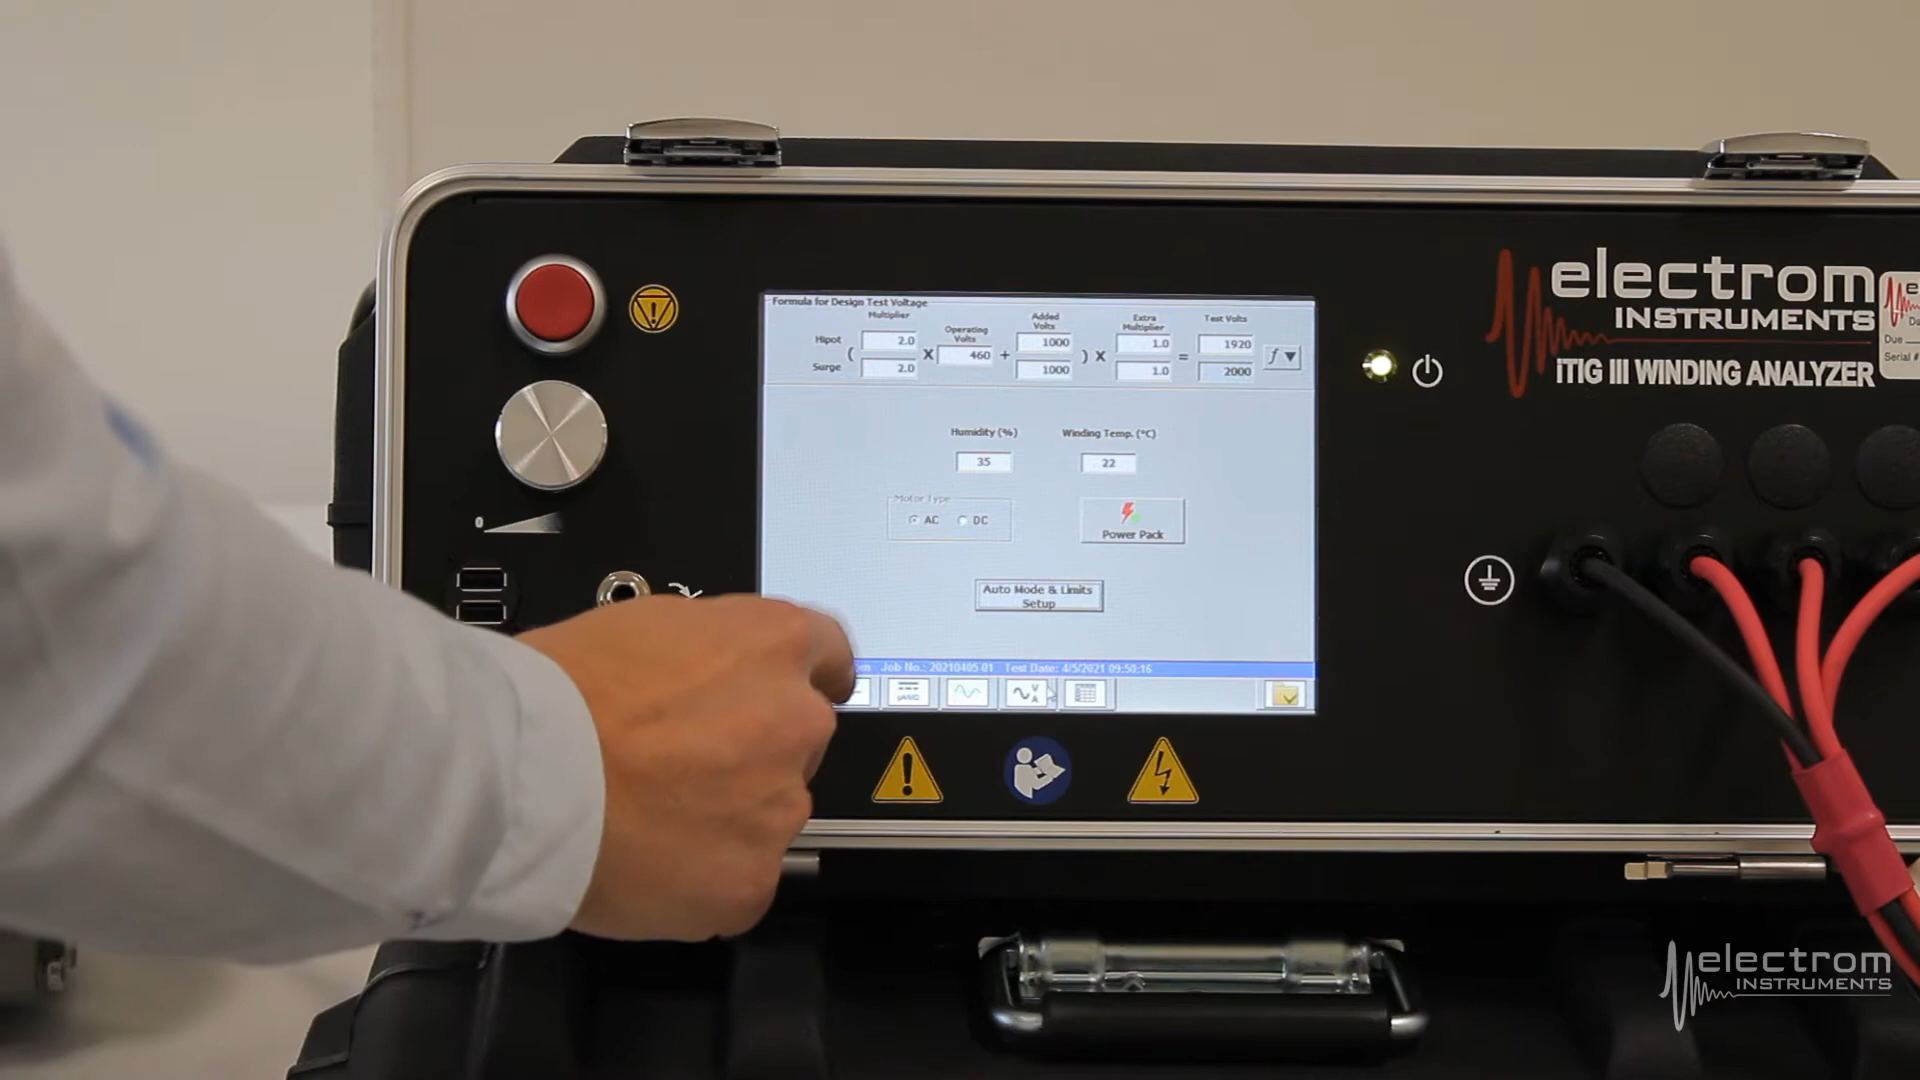 Formula for Design Test Voltage
Multiplier
Operating Volts
Added Volts
Extra Multiplier
Test Volts
Hipot ( 2.0 X 460 + 1000 ) X 1.0 = 1920 f
Surge 2.0 1000 1.0 2000
Humidity (%) Winding Temp. (°C)
35 22
Motor Type
AC DC
Power Pack
Auto Mode & Limits
Setup
Job No.: 20210405 01 Test Date: 4/5/2021 09:50:16
V
A
0
electrom
INSTRUMENTS
iTIG III WINDING ANALYZER
Due
Serial #
electrom
INSTRUMENTS